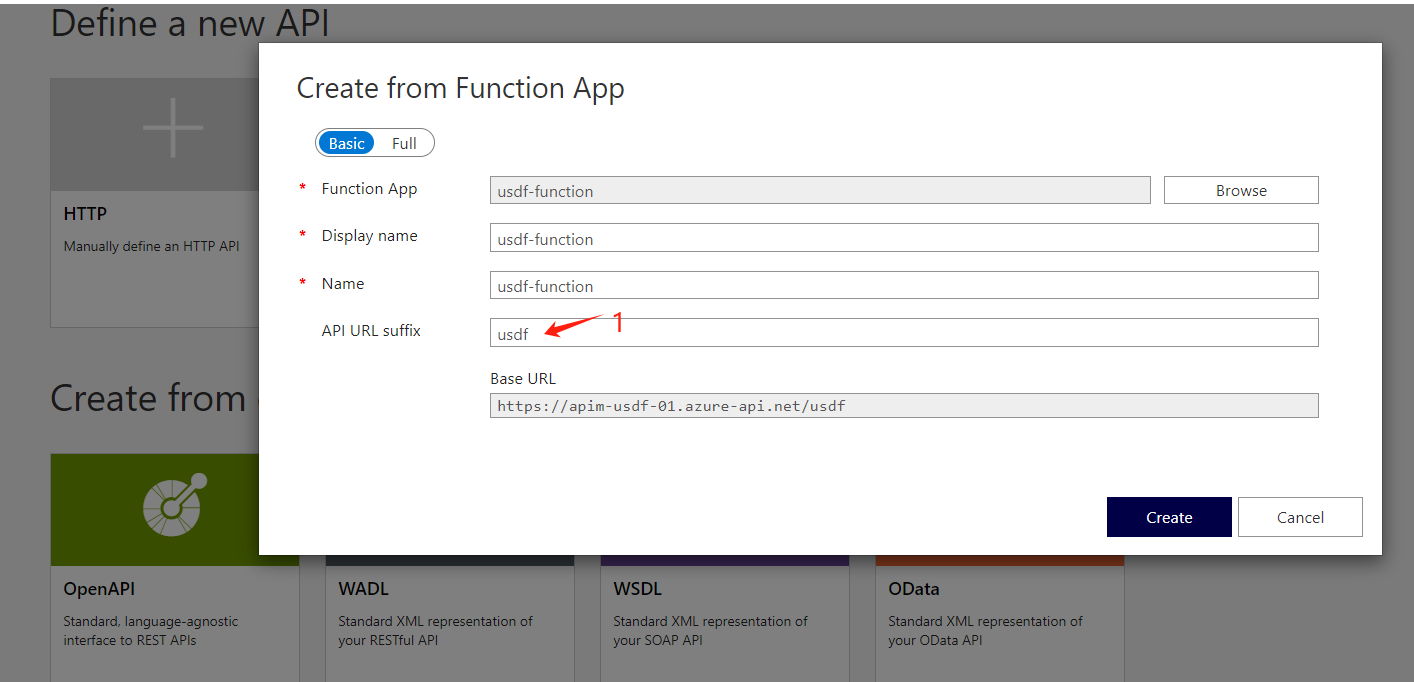 Define a new API
Create from Function App
Basic Full
* Function App usdf-function Browse
* Display name usdf-function
* Name usdf-function
API URL suffix usdf 1
Base URL
https://apim-usdf-01.azure-api.net/usdf
Create Cancel
HTTP
Manually define an HTTP API
Create from
OpenAPI
Standard, language-agnostic
interface to REST APIs
WADL
Standard XML representation of
your RESTful API
WSDL
Standard XML representation of
your SOAP API
OData
Standard XML representation of
your OData API